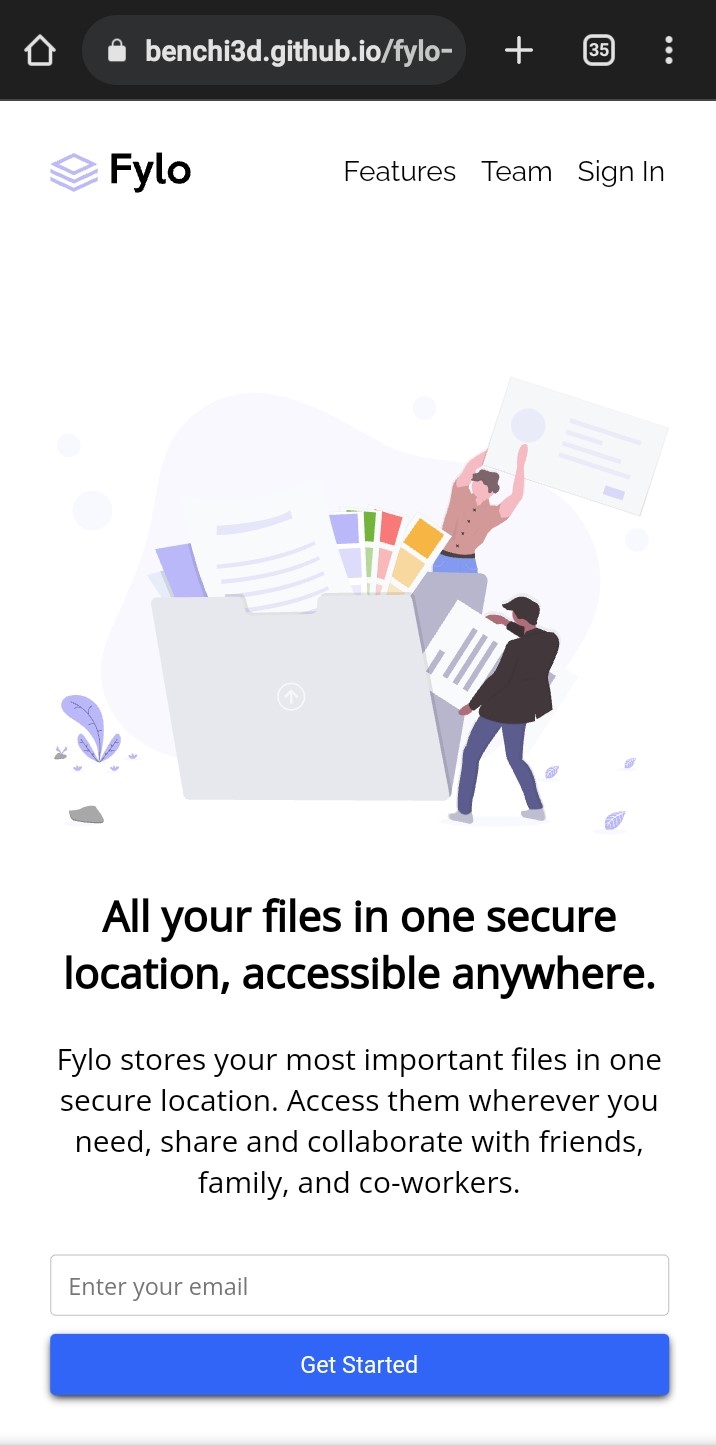 benchi3d.github.io/fylo-
35
Fylo
Features Team Sign In
All your files in one secure
location, accessible anywhere.
Fylo stores your most important files in one
secure location. Access them wherever you
need, share and collaborate with friends,
family, and co-workers.
Enter your email
Get Started